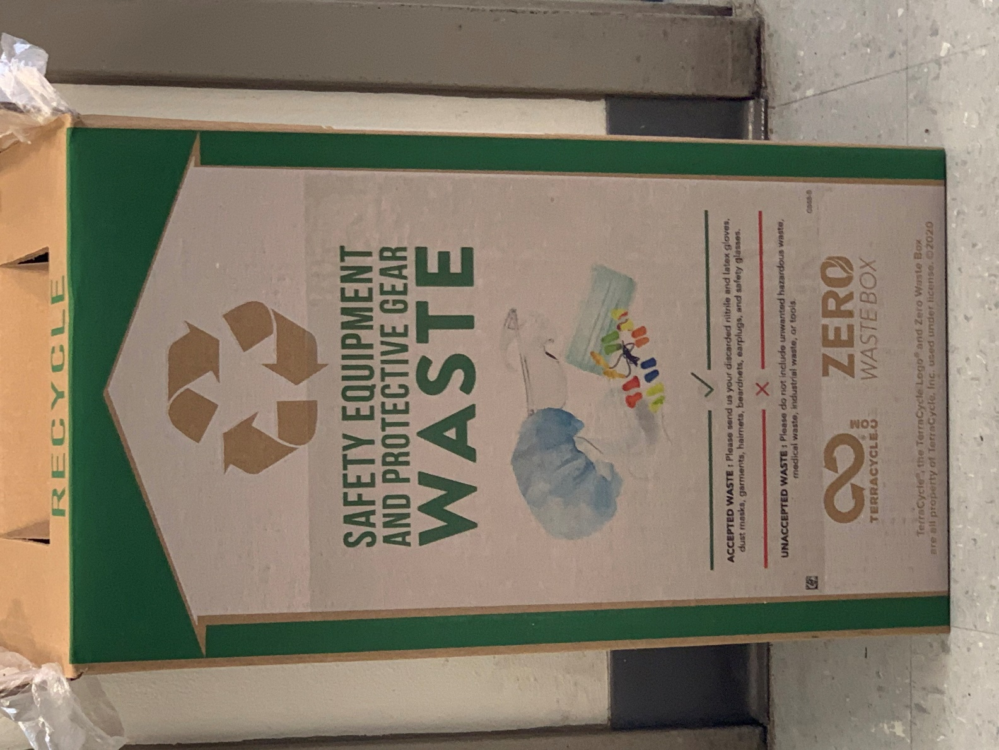 RECYCLE
SAFETY EQUIPMENT
AND PROTECTIVE GEAR
WASTE
ACCEPTED WASTE : Please send us your discarded nitrile and latex gloves,
dust masks, garments, hairnets, beardnets, earplugs, and safety glasses.
UNACCEPTED WASTE : Please do not include unwanted hazardous waste,
medical waste, industrial waste, or tools.
TERRACYCLE.
ZERO
WASTE BOX
TerraCycle®, the TerraCycle Logo® and Zero Waste Box
are all property of TerraCycle, Inc. used under license. ©2020